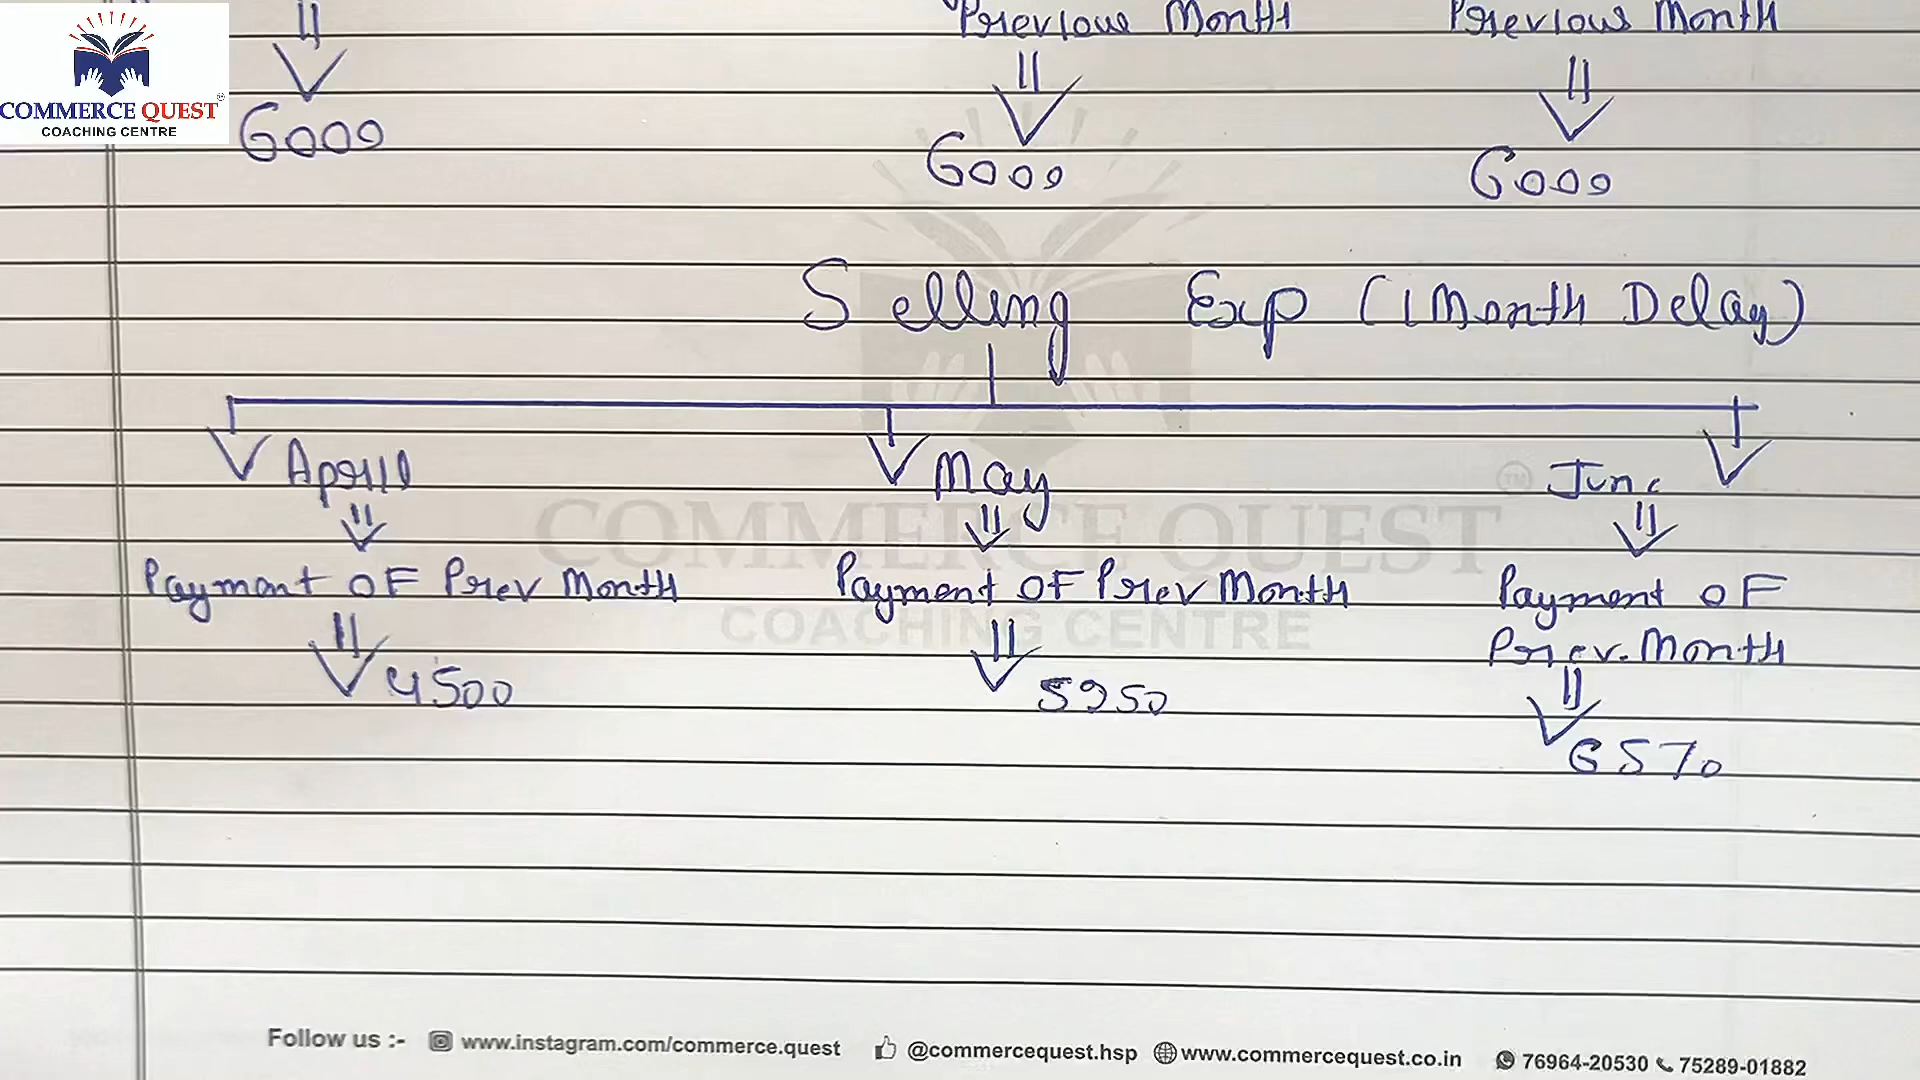 Previous Month
Previous Month
COMMERCE QUEST
COACHING CENTRE
6000
6000
6000
Selling Exp (1 Month Delay)
April
May
June
Payment OF Prev Month
Payment OF Prev Month
Payment OF
Prev. Month
4500
5950
6570
COMMERCE QUEST
COACHING CENTRE
Follow us :- www.instagram.com/commerce.quest @commercequest.hsp www.commercequest.co.in 76964-20530 75289-01882